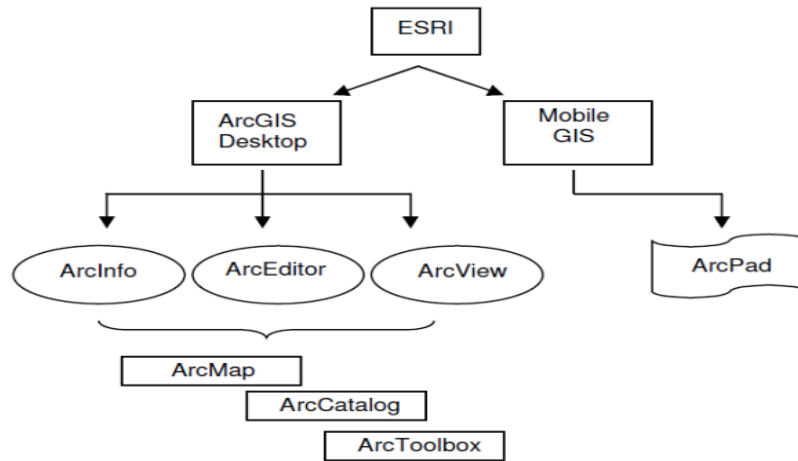 ESRI
ArcGIS
Desktop
Mobile
GIS
ArcInfo
ArcEditor
ArcView
ArcPad
ArcMap
ArcCatalog
ArcToolbox